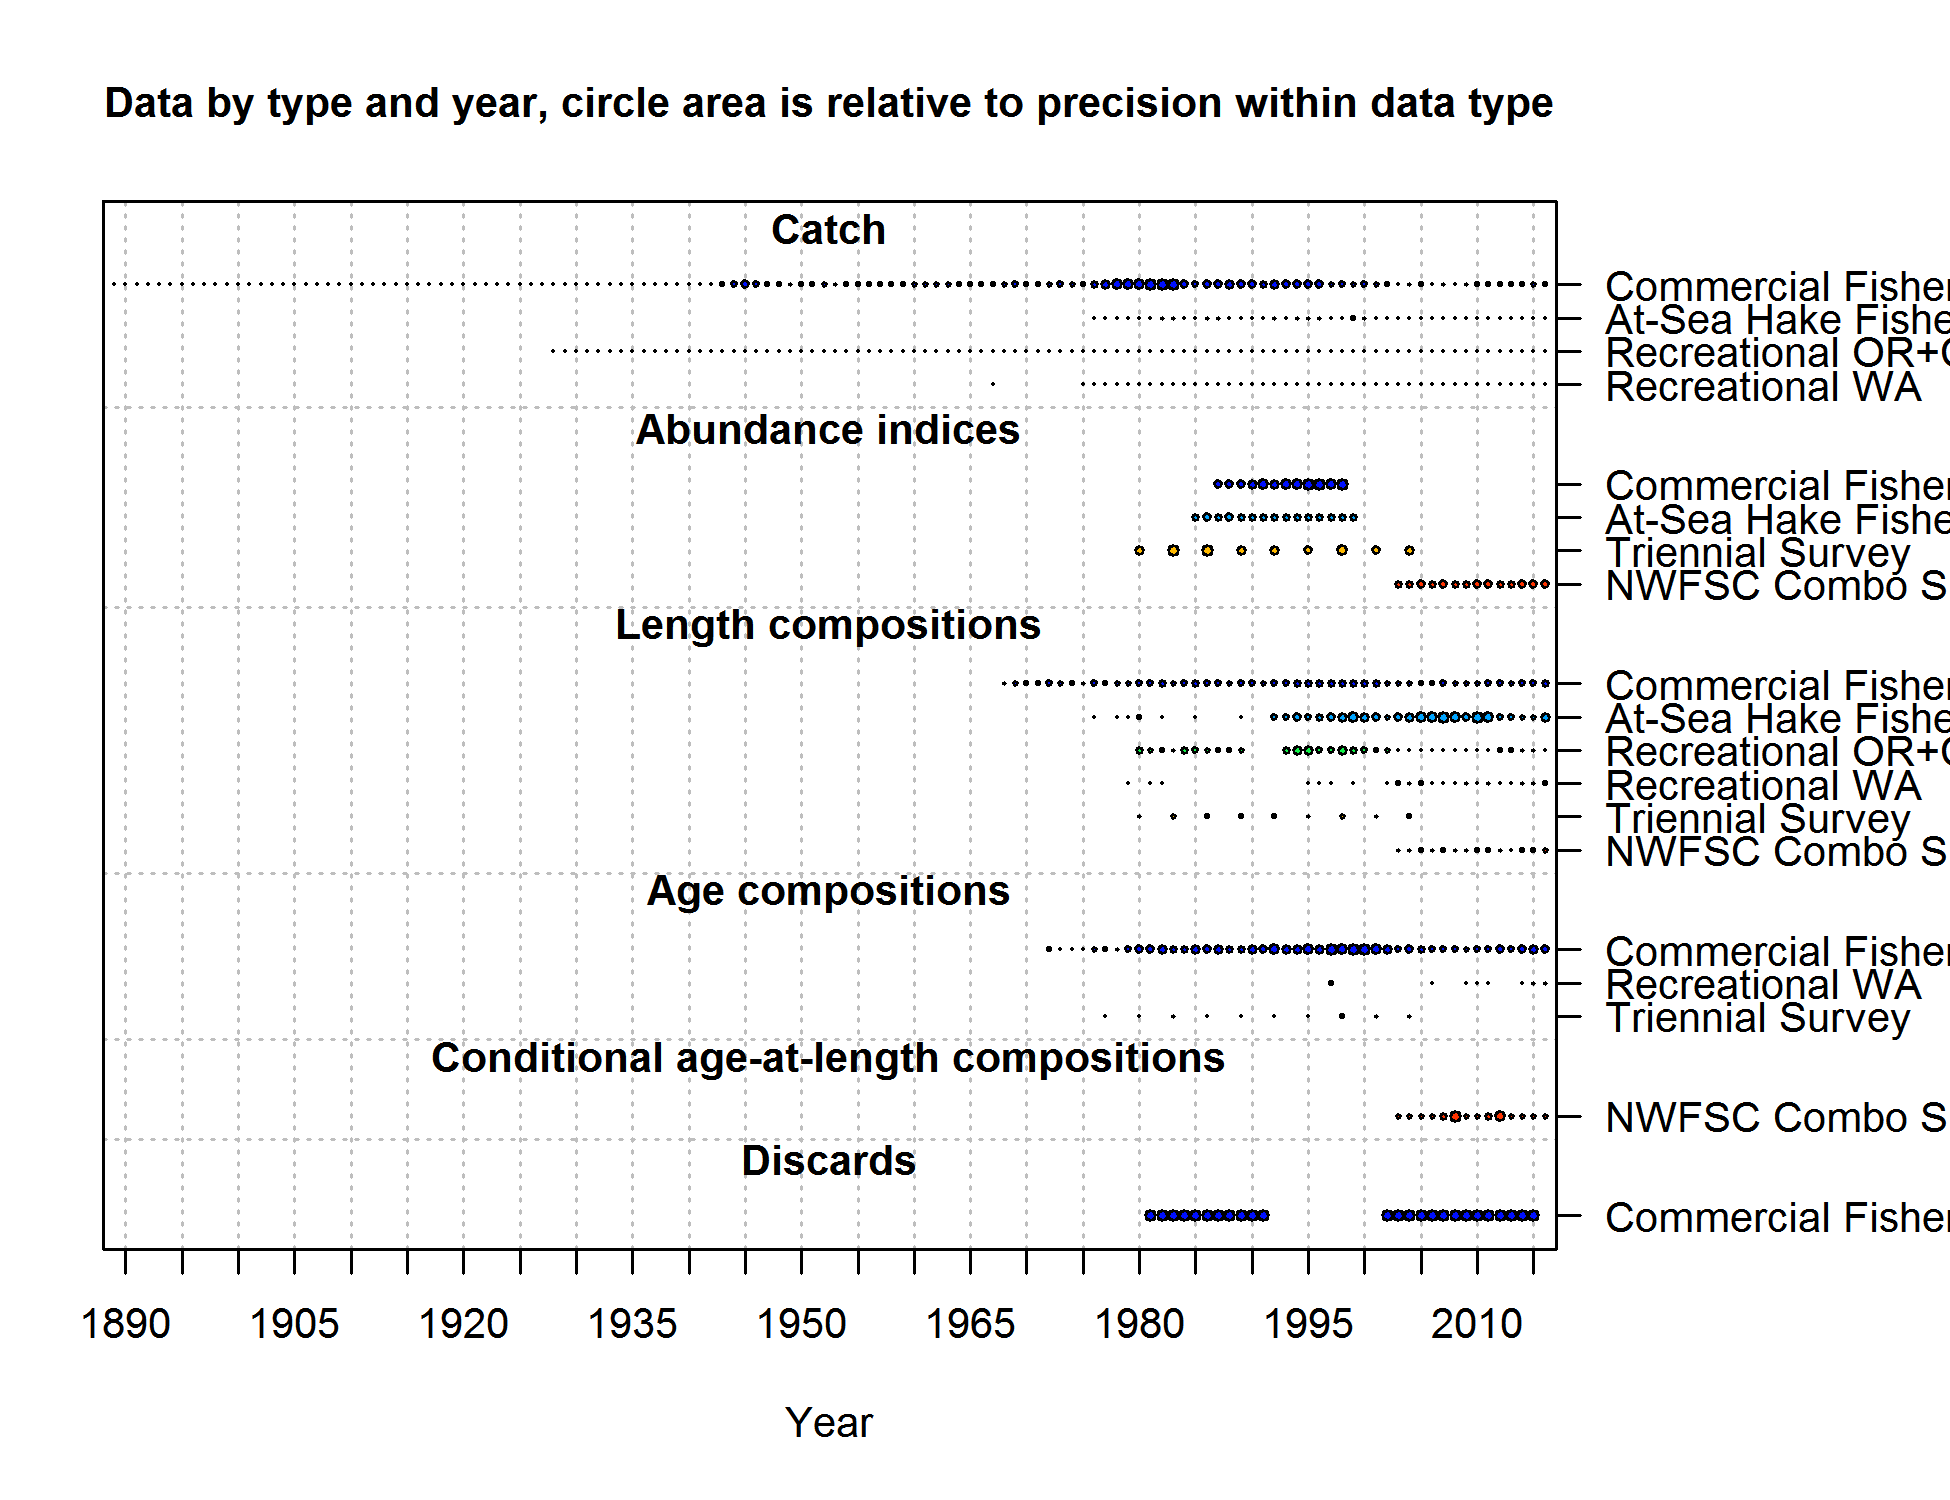 Data by type and year, circle area is relative to precision within data type
Catch
Commercial Fisher
At-Sea Hake Fishe
Recreational OR+C
Recreational WA
Abundance indices
Commercial Fisher
At-Sea Hake Fishe
Triennial Survey
NWFSC Combo S
Length compositions
Commercial Fisher
At-Sea Hake Fishe
Recreational OR+C
Recreational WA
Triennial Survey
NWFSC Combo S
Age compositions
Commercial Fisher
Recreational WA
Triennial Survey
Conditional age-at-length compositions
NWFSC Combo S
Discards
Commercial Fisher
1890 1905 1920 1935 1950 1965 1980 1995 2010
Year